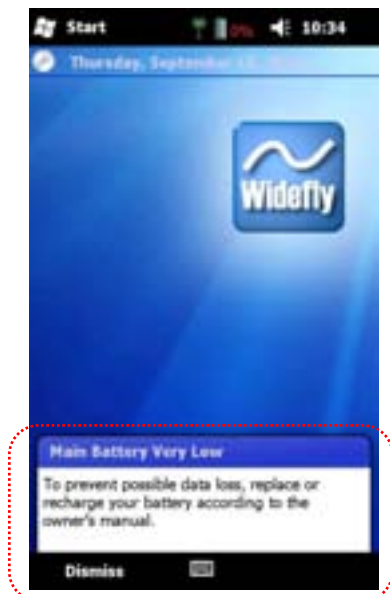 Start
10:34
Thursday, September
Widefly
Main Battery Very Low
To prevent possible data loss, replace or
recharge your battery according to the
owner's manual.
Dismiss